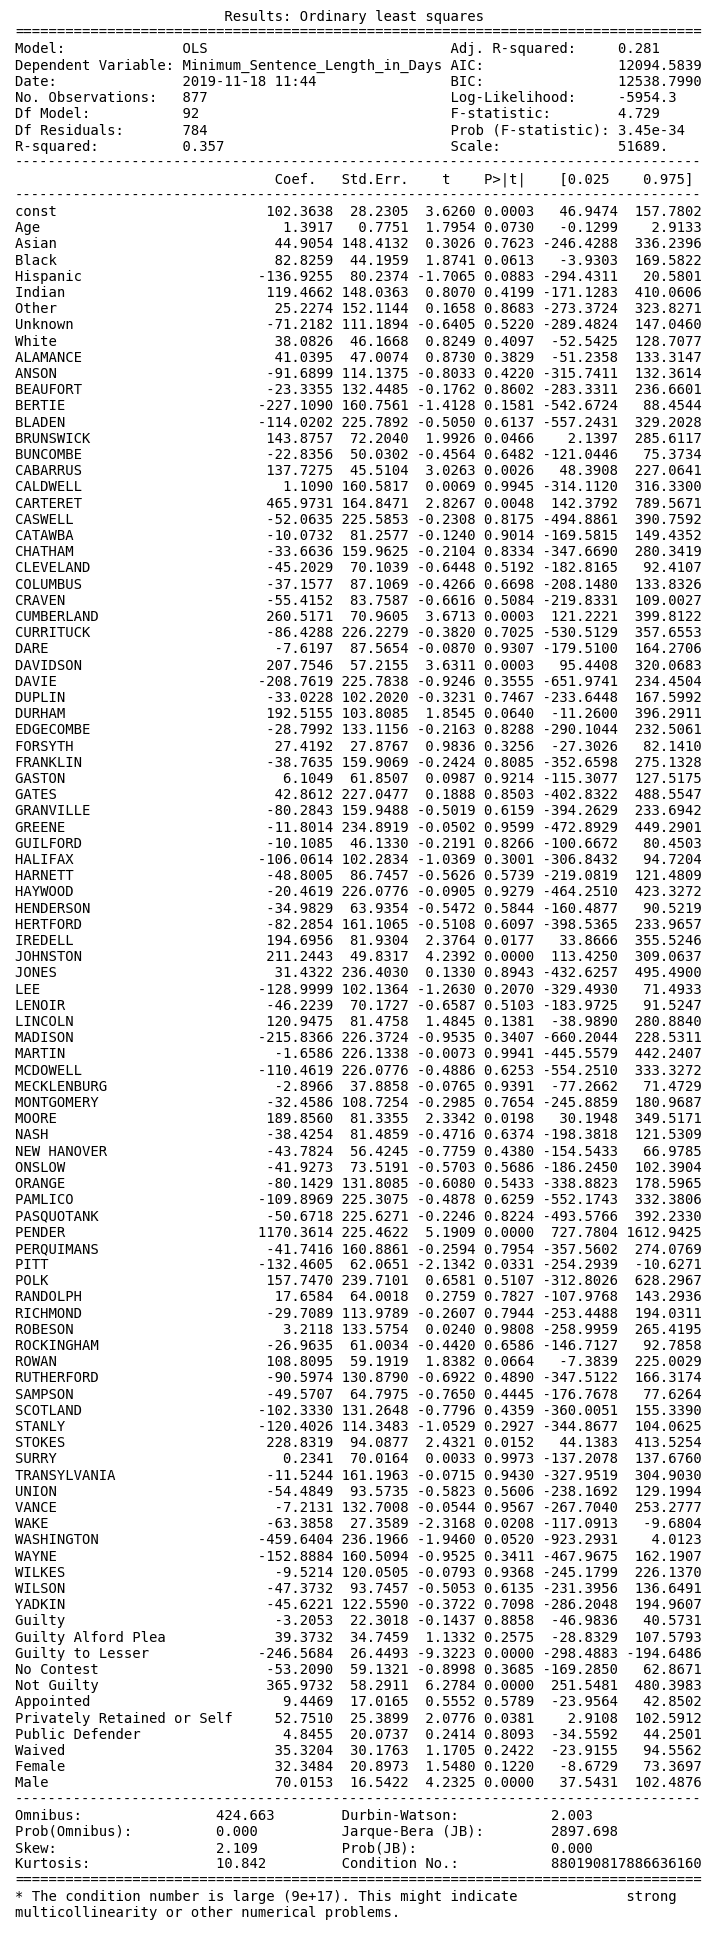 Results: Ordinary least squares
==================================================================================
Model: OLS Adj. R-squared: 0.281
Dependent Variable: Minimum_Sentence_Length_in_Days AIC: 12094.5839
Date: 2019-11-18 11:44 BIC: 12538.7990
No. Observations: 877 Log-Likelihood: -5954.3
Df Model: 92 F-statistic: 4.729
Df Residuals: 784 Prob (F-statistic): 3.45e-34
R-squared: 0.357 Scale: 51689.
----------------------------------------------------------------------------------
Coef. Std.Err. t P>|t| [0.025 0.975]
----------------------------------------------------------------------------------
const 102.3638 28.2305 3.6260 0.0003 46.9474 157.7802
Age 1.3917 0.7751 1.7954 0.0730 -0.1299 2.9133
Asian 44.9054 148.4132 0.3026 0.7623 -246.4288 336.2396
Black 82.8259 44.1959 1.8741 0.0613 -3.9303 169.5822
Hispanic -136.9255 80.2374 -1.7065 0.0883 -294.4311 20.5801
Indian 119.4662 148.0363 0.8070 0.4199 -171.1283 410.0606
Other 25.2274 152.1144 0.1658 0.8683 -273.3724 323.8271
Unknown -71.2182 111.1894 -0.6405 0.5220 -289.4824 147.0460
White 38.0826 46.1668 0.8249 0.4097 -52.5425 128.7077
ALAMANCE 41.0395 47.0074 0.8730 0.3829 -51.2358 133.3147
ANSON -91.6899 114.1375 -0.8033 0.4220 -315.7411 132.3614
BEAUFORT -23.3355 132.4485 -0.1762 0.8602 -283.3311 236.6601
BERTIE -227.1090 160.7561 -1.4128 0.1581 -542.6724 88.4544
BLADEN -114.0202 225.7892 -0.5050 0.6137 -557.2431 329.2028
BRUNSWICK 143.8757 72.2040 1.9926 0.0466 2.1397 285.6117
BUNCOMBE -22.8356 50.0302 -0.4564 0.6482 -121.0446 75.3734
CABARRUS 137.7275 45.5104 3.0263 0.0026 48.3908 227.0641
CALDWELL 1.1090 160.5817 0.0069 0.9945 -314.1120 316.3300
CARTERET 465.9731 164.8471 2.8267 0.0048 142.3792 789.5671
CASWELL -52.0635 225.5853 -0.2308 0.8175 -494.8861 390.7592
CATAWBA -10.0732 81.2577 -0.1240 0.9014 -169.5815 149.4352
CHATHAM -33.6636 159.9625 -0.2104 0.8334 -347.6690 280.3419
CLEVELAND -45.2029 70.1039 -0.6448 0.5192 -182.8165 92.4107
COLUMBUS -37.1577 87.1069 -0.4266 0.6698 -208.1480 133.8326
CRAVEN -55.4152 83.7587 -0.6616 0.5084 -219.8331 109.0027
CUMBERLAND 260.5171 70.9605 3.6713 0.0003 121.2221 399.8122
CURRITUCK -86.4288 226.2279 -0.3820 0.7025 -530.5129 357.6553
DARE -7.6197 87.5654 -0.0870 0.9307 -179.5100 164.2706
DAVIDSON 207.7546 57.2155 3.6311 0.0003 95.4408 320.0683
DAVIE -208.7619 225.7838 -0.9246 0.3555 -651.9741 234.4504
DUPLIN -33.0228 102.2020 -0.3231 0.7467 -233.6448 167.5992
DURHAM 192.5155 103.8085 1.8545 0.0640 -11.2600 396.2911
EDGECOMBE -28.7992 133.1156 -0.2163 0.8288 -290.1044 232.5061
FORSYTH 27.4192 27.8767 0.9836 0.3256 -27.3026 82.1410
FRANKLIN -38.7635 159.9069 -0.2424 0.8085 -352.6598 275.1328
GASTON 6.1049 61.8507 0.0987 0.9214 -115.3077 127.5175
GATES 42.8612 227.0477 0.1888 0.8503 -402.8322 488.5547
GRANVILLE -80.2843 159.9488 -0.5019 0.6159 -394.2629 233.6942
GREENE -11.8014 234.8919 -0.0502 0.9599 -472.8929 449.2901
GUILFORD -10.1085 46.1330 -0.2191 0.8266 -100.6672 80.4503
HALIFAX -106.0614 102.2834 -1.0369 0.3001 -306.8432 94.7204
HARNETT -48.8005 86.7457 -0.5626 0.5739 -219.0819 121.4809
HAYWOOD -20.4619 226.0776 -0.0905 0.9279 -464.2510 423.3272
HENDERSON -34.9829 63.9354 -0.5472 0.5844 -160.4877 90.5219
HERTFORD -82.2854 161.1065 -0.5108 0.6097 -398.5365 233.9657
IREDELL 194.6956 81.9304 2.3764 0.0177 33.8666 355.5246
JOHNSTON 211.2443 49.8317 4.2392 0.0000 113.4250 309.0637
JONES 31.4322 236.4030 0.1330 0.8943 -432.6257 495.4900
LEE -128.9999 102.1364 -1.2630 0.2070 -329.4930 71.4933
LENOIR -46.2239 70.1727 -0.6587 0.5103 -183.9725 91.5247
LINCOLN 120.9475 81.4758 1.4845 0.1381 -38.9890 280.8840
MADISON -215.8366 226.3724 -0.9535 0.3407 -660.2044 228.5311
MARTIN -1.6586 226.1338 -0.0073 0.9941 -445.5579 442.2407
MCDOWELL -110.4619 226.0776 -0.4886 0.6253 -554.2510 333.3272
MECKLENBURG -2.8966 37.8858 -0.0765 0.9391 -77.2662 71.4729
MONTGOMERY -32.4586 108.7254 -0.2985 0.7654 -245.8859 180.9687
MOORE 189.8560 81.3355 2.3342 0.0198 30.1948 349.5171
NASH -38.4254 81.4859 -0.4716 0.6374 -198.3818 121.5309
NEW HANOVER -43.7824 56.4245 -0.7759 0.4380 -154.5433 66.9785
ONSLOW -41.9273 73.5191 -0.5703 0.5686 -186.2450 102.3904
ORANGE -80.1429 131.8085 -0.6080 0.5433 -338.8823 178.5965
PAMLICO -109.8969 225.3075 -0.4878 0.6259 -552.1743 332.3806
PASQUOTANK -50.6718 225.6271 -0.2246 0.8224 -493.5766 392.2330
PENDER 1170.3614 225.4622 5.1909 0.0000 727.7804 1612.9425
PERQUIMANS -41.7416 160.8861 -0.2594 0.7954 -357.5602 274.0769
PITT -132.4605 62.0651 -2.1342 0.0331 -254.2939 -10.6271
POLK 157.7470 239.7101 0.6581 0.5107 -312.8026 628.2967
RANDOLPH 17.6584 64.0018 0.2759 0.7827 -107.9768 143.2936
RICHMOND -29.7089 113.9789 -0.2607 0.7944 -253.4488 194.0311
ROBESON 3.2118 133.5754 0.0240 0.9808 -258.9959 265.4195
ROCKINGHAM -26.9635 61.0034 -0.4420 0.6586 -146.7127 92.7858
ROWAN 108.8095 59.1919 1.8382 0.0664 -7.3839 225.0029
RUTHERFORD -90.5974 130.8790 -0.6922 0.4890 -347.5122 166.3174
SAMPSON -49.5707 64.7975 -0.7650 0.4445 -176.7678 77.6264
SCOTLAND -102.3330 131.2648 -0.7796 0.4359 -360.0051 155.3390
STANLY -120.4026 114.3483 -1.0529 0.2927 -344.8677 104.0625
STOKES 228.8319 94.0877 2.4321 0.0152 44.1383 413.5254
SURRY 0.2341 70.0164 0.0033 0.9973 -137.2078 137.6760
TRANSYLVANIA -11.5244 161.1963 -0.0715 0.9430 -327.9519 304.9030
UNION -54.4849 93.5735 -0.5823 0.5606 -238.1692 129.1994
VANCE -7.2131 132.7008 -0.0544 0.9567 -267.7040 253.2777
WAKE -63.3858 27.3589 -2.3168 0.0208 -117.0913 -9.6804
WASHINGTON -459.6404 236.1966 -1.9460 0.0520 -923.2931 4.0123
WAYNE -152.8884 160.5094 -0.9525 0.3411 -467.9675 162.1907
WILKES -9.5214 120.0505 -0.0793 0.9368 -245.1799 226.1370
WILSON -47.3732 93.7457 -0.5053 0.6135 -231.3956 136.6491
YADKIN -45.6221 122.5590 -0.3722 0.7098 -286.2048 194.9607
Guilty -3.2053 22.3018 -0.1437 0.8858 -46.9836 40.5731
Guilty Alford Plea 39.3732 34.7459 1.1332 0.2575 -28.8329 107.5793
Guilty to Lesser -246.5684 26.4493 -9.3223 0.0000 -298.4883 -194.6486
No Contest -53.2090 59.1321 -0.8998 0.3685 -169.2850 62.8671
Not Guilty 365.9732 58.2911 6.2784 0.0000 251.5481 480.3983
Appointed 9.4469 17.0165 0.5552 0.5789 -23.9564 42.8502
Privately Retained or Self 52.7510 25.3899 2.0776 0.0381 2.9108 102.5912
Public Defender 4.8455 20.0737 0.2414 0.8093 -34.5592 44.2501
Waived 35.3204 30.1763 1.1705 0.2422 -23.9155 94.5562
Female 32.3484 20.8973 1.5480 0.1220 -8.6729 73.3697
Male 70.0153 16.5422 4.2325 0.0000 37.5431 102.4876
----------------------------------------------------------------------------------
Omnibus: 424.663 Durbin-Watson: 2.003
Prob(Omnibus): 0.000 Jarque-Bera (JB): 2897.698
Skew: 2.109 Prob(JB): 0.000
Kurtosis: 10.842 Condition No.: 880190817886636160
==================================================================================
* The condition number is large (9e+17). This might indicate strong
multicollinearity or other numerical problems.